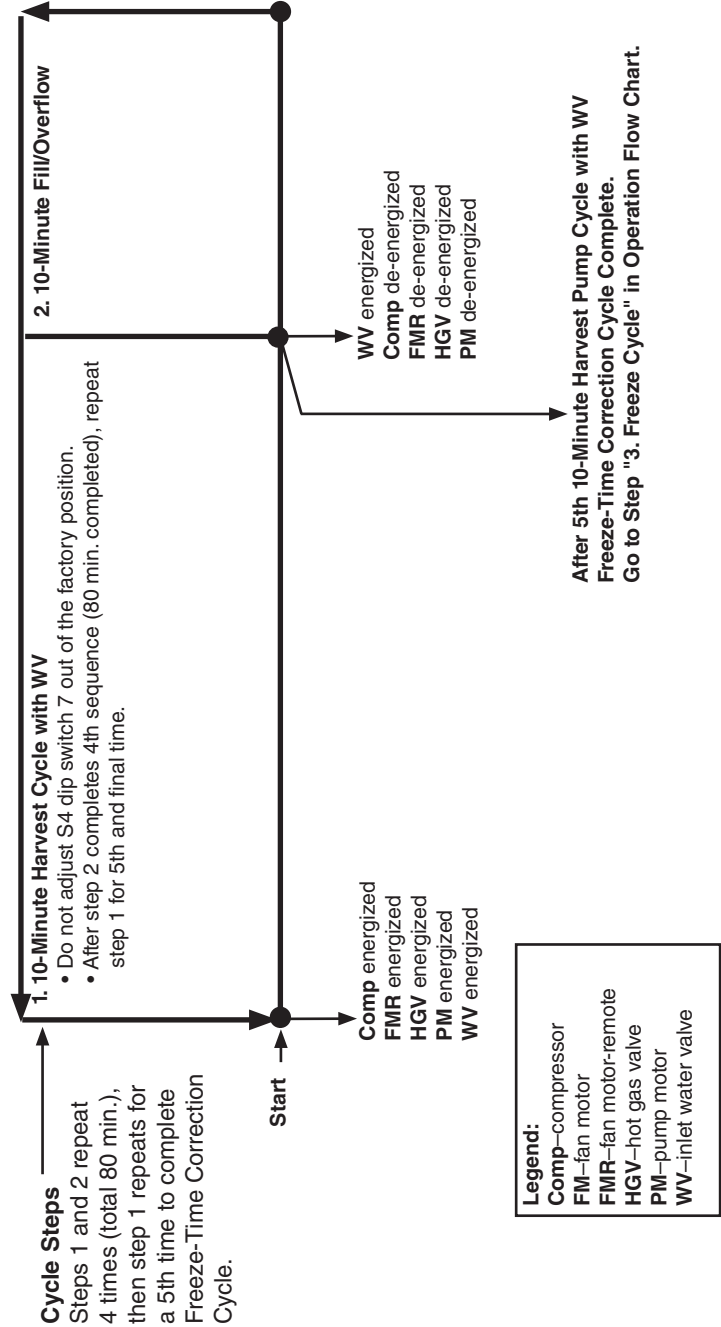 Cycle Steps
Steps 1 and 2 repeat
4 times (total 80 min.),
then step 1 repeats for
a 5th time to complete
Freeze-Time Correction
Cycle.
1. 10-Minute Harvest Cycle with WV
• Do not adjust S4 dip switch 7 out of the factory position.
• After step 2 completes 4th sequence (80 min. completed), repeat
step 1 for 5th and final time.
2. 10-Minute Fill/Overflow
Start
Comp energized
FMR energized
HGV energized
PM energized
WV energized
WV energized
Comp de-energized
FMR de-energized
HGV de-energized
PM de-energized
After 5th 10-Minute Harvest Pump Cycle with WV
Freeze-Time Correction Cycle Complete.
Go to Step "3. Freeze Cycle" in Operation Flow Chart.
Legend:
Comp–compressor
FM–fan motor
FMR–fan motor-remote
HGV–hot gas valve
PM–pump motor
WV–inlet water valve